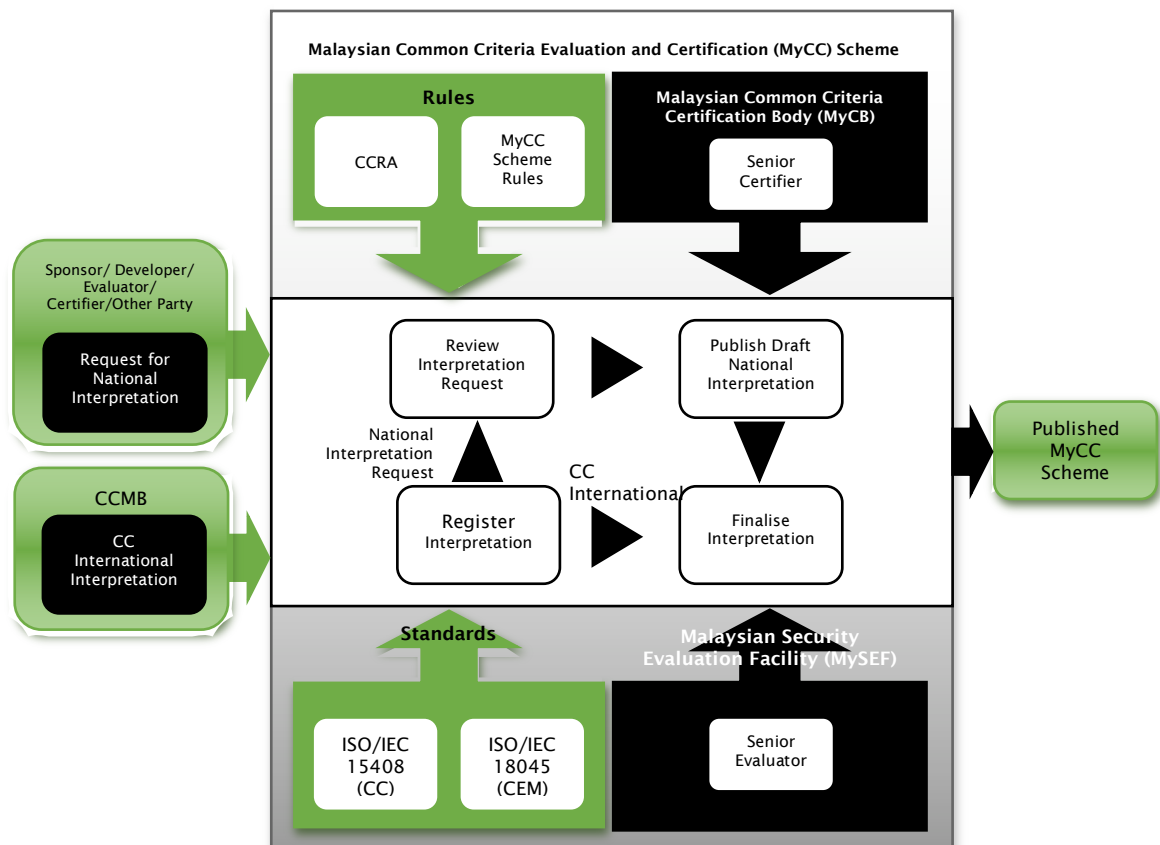 Malaysian Common Criteria Evaluation and Certification (MyCC) Scheme
Rules
CCRA
MyCC
Scheme
Rules
Malaysian Common Criteria
Certification Body (MyCB)
Senior
Certifier
Sponsor/ Developer/
Evaluator/
Certifier/Other Party
Request for
National
Interpretation
CCMB
CC
International
Interpretation
Review
Interpretation
Request
Publish Draft
National
Interpretation
National
Interpretation
Request
CC
International
Register
Interpretation
Finalise
Interpretation
Published
MyCC
Scheme
Standards
ISO/IEC
15408
(CC)
ISO/IEC
18045
(CEM)
Malaysian Security
Evaluation Facility (MySEF)
Senior
Evaluator